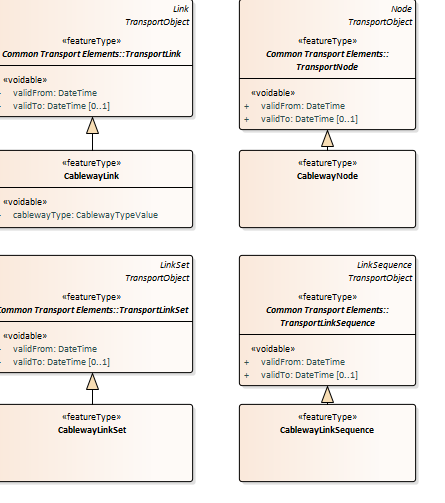 Link
TransportObject
«featureType»
Common Transport Elements::TransportLink
«voidable»
validFrom: DateTime
validTo: DateTime [0..1]
«featureType»
CablewayLink
«voidable»
cablewayType: CablewayTypeValue
Node
TransportObject
«featureType»
Common Transport Elements::
TransportNode
«voidable»
+ validFrom: DateTime
+ validTo: DateTime [0..1]
«featureType»
CablewayNode
LinkSet
TransportObject
«featureType»
Common Transport Elements::TransportLinkSet
«voidable»
validFrom: DateTime
validTo: DateTime [0..1]
«featureType»
CablewayLinkSet
LinkSequence
TransportObject
«featureType»
Common Transport Elements::
TransportLinkSequence
«voidable»
+ validFrom: DateTime
+ validTo: DateTime [0..1]
«featureType»
CablewayLinkSequence